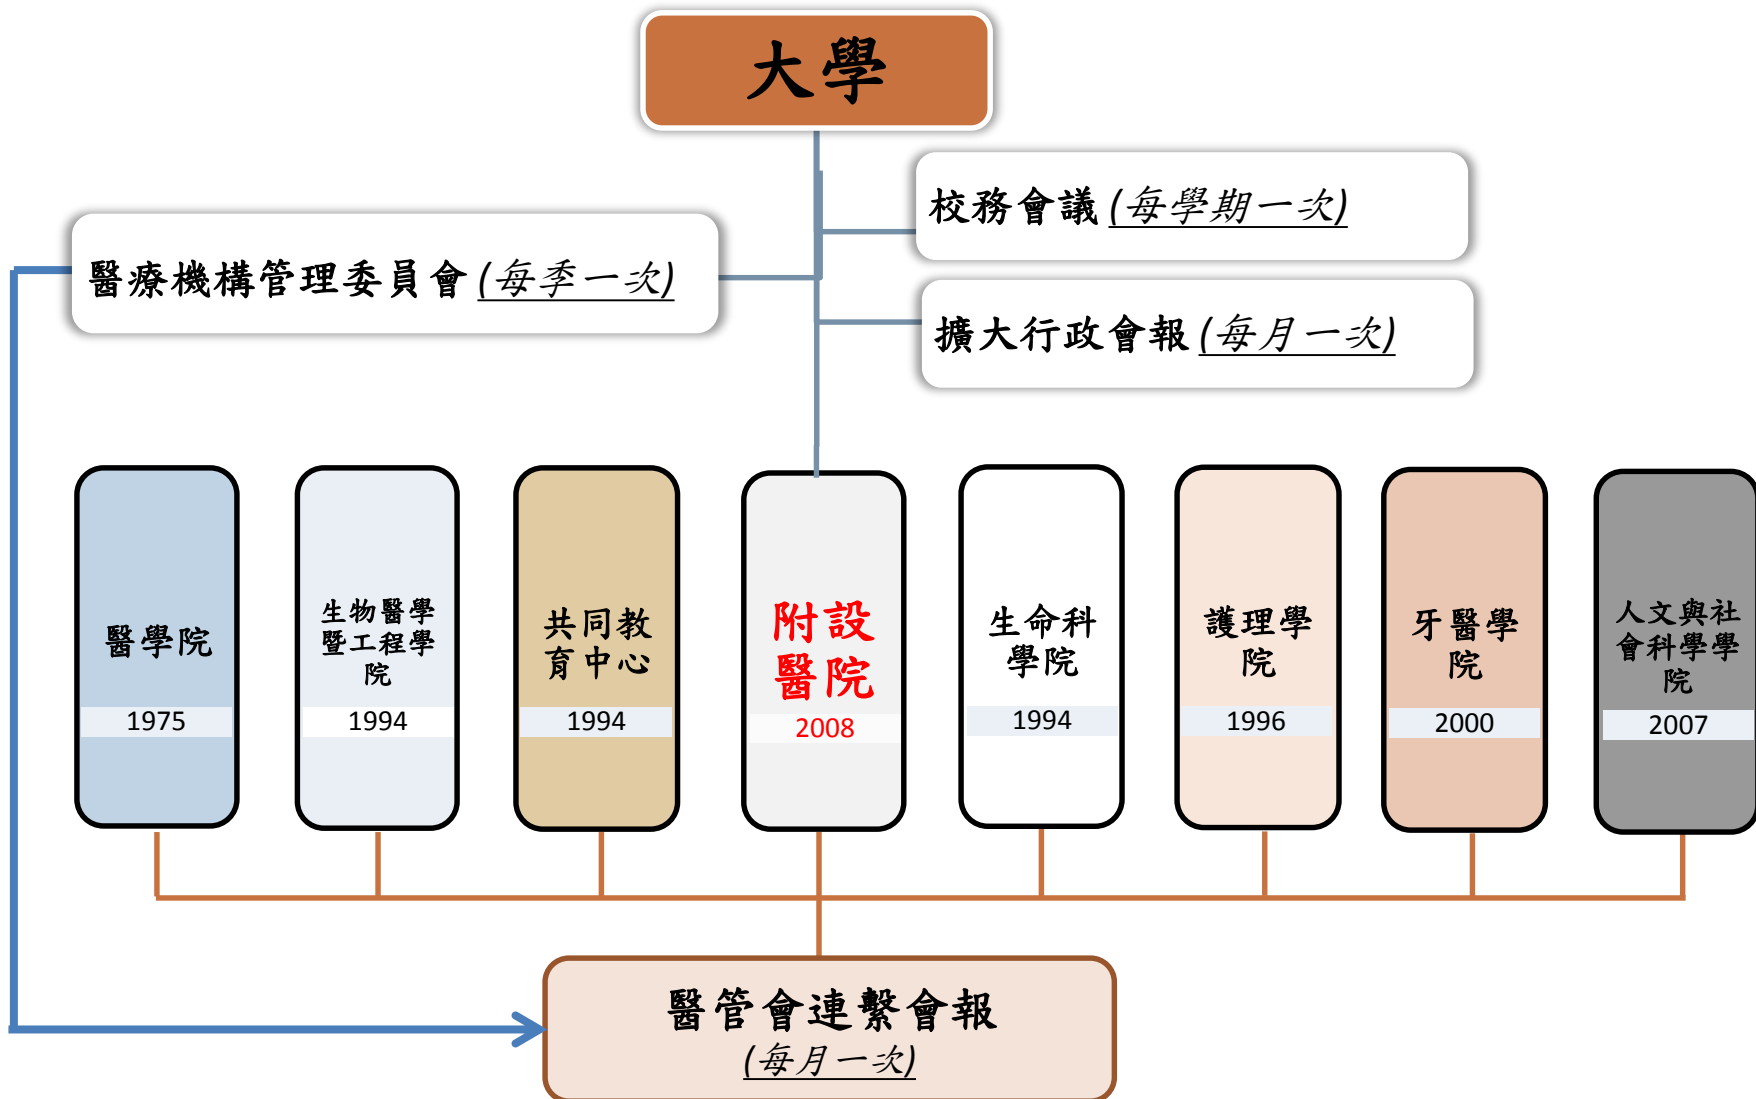 大學
校務會議 (每學期一次)
醫療機構管理委員會 (每季一次)
擴大行政會報 (每月一次)
醫學院
1975
生物醫學
暨工程學
院
1994
共同教
育中心
1994
附設
醫院
2008
生命科
學院
1994
護理學
院
1996
牙醫學
院
2000
人文與社
會科學學
院
2007
醫管會連繫會報
(每月一次)